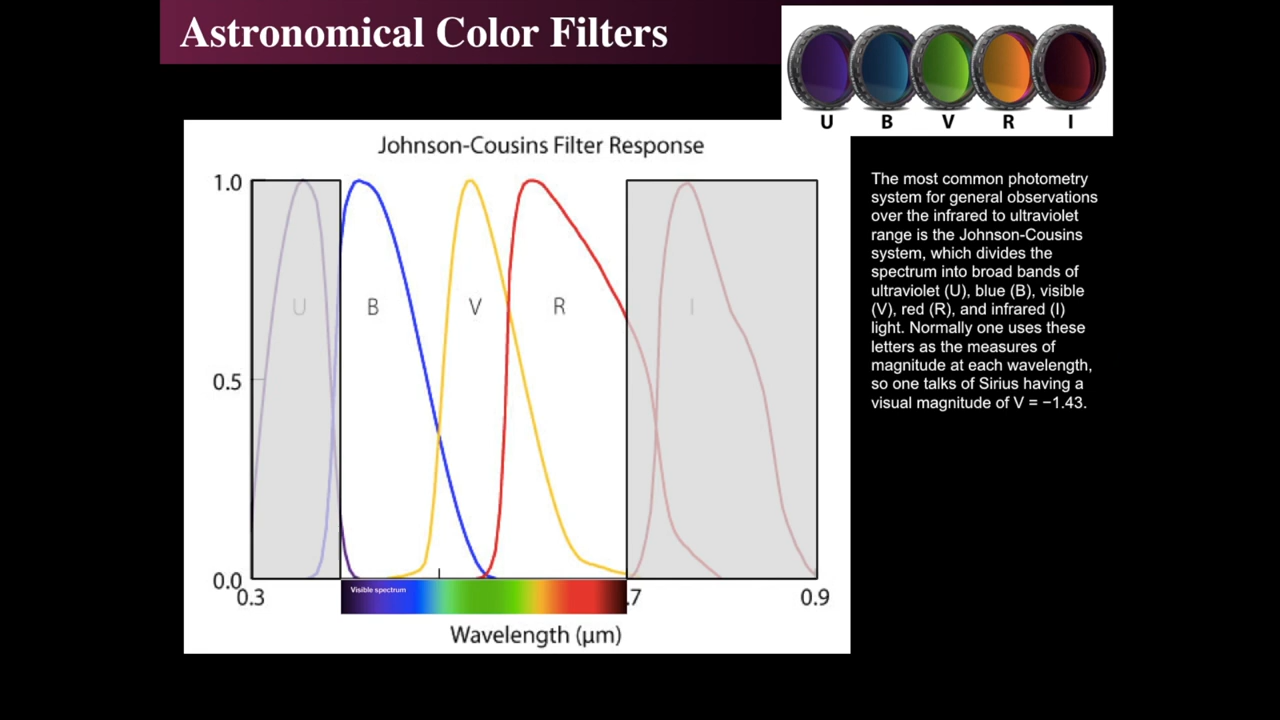 Astronomical Color Filters
U B V R I
Johnson-Cousins Filter Response
1.0
U B V R I
0.5
0.0
0.3 .7 0.9
Visible spectrum
Wavelength (μm)
The most common photometry
system for general observations
over the infrared to ultraviolet
range is the Johnson-Cousins
system, which divides the
spectrum into broad bands of
ultraviolet (U), blue (B), visible
(V), red (R), and infrared (I)
light. Normally one uses these
letters as the measures of
magnitude at each wavelength,
so one talks of Sirius having a
visual magnitude of V = −1.43.